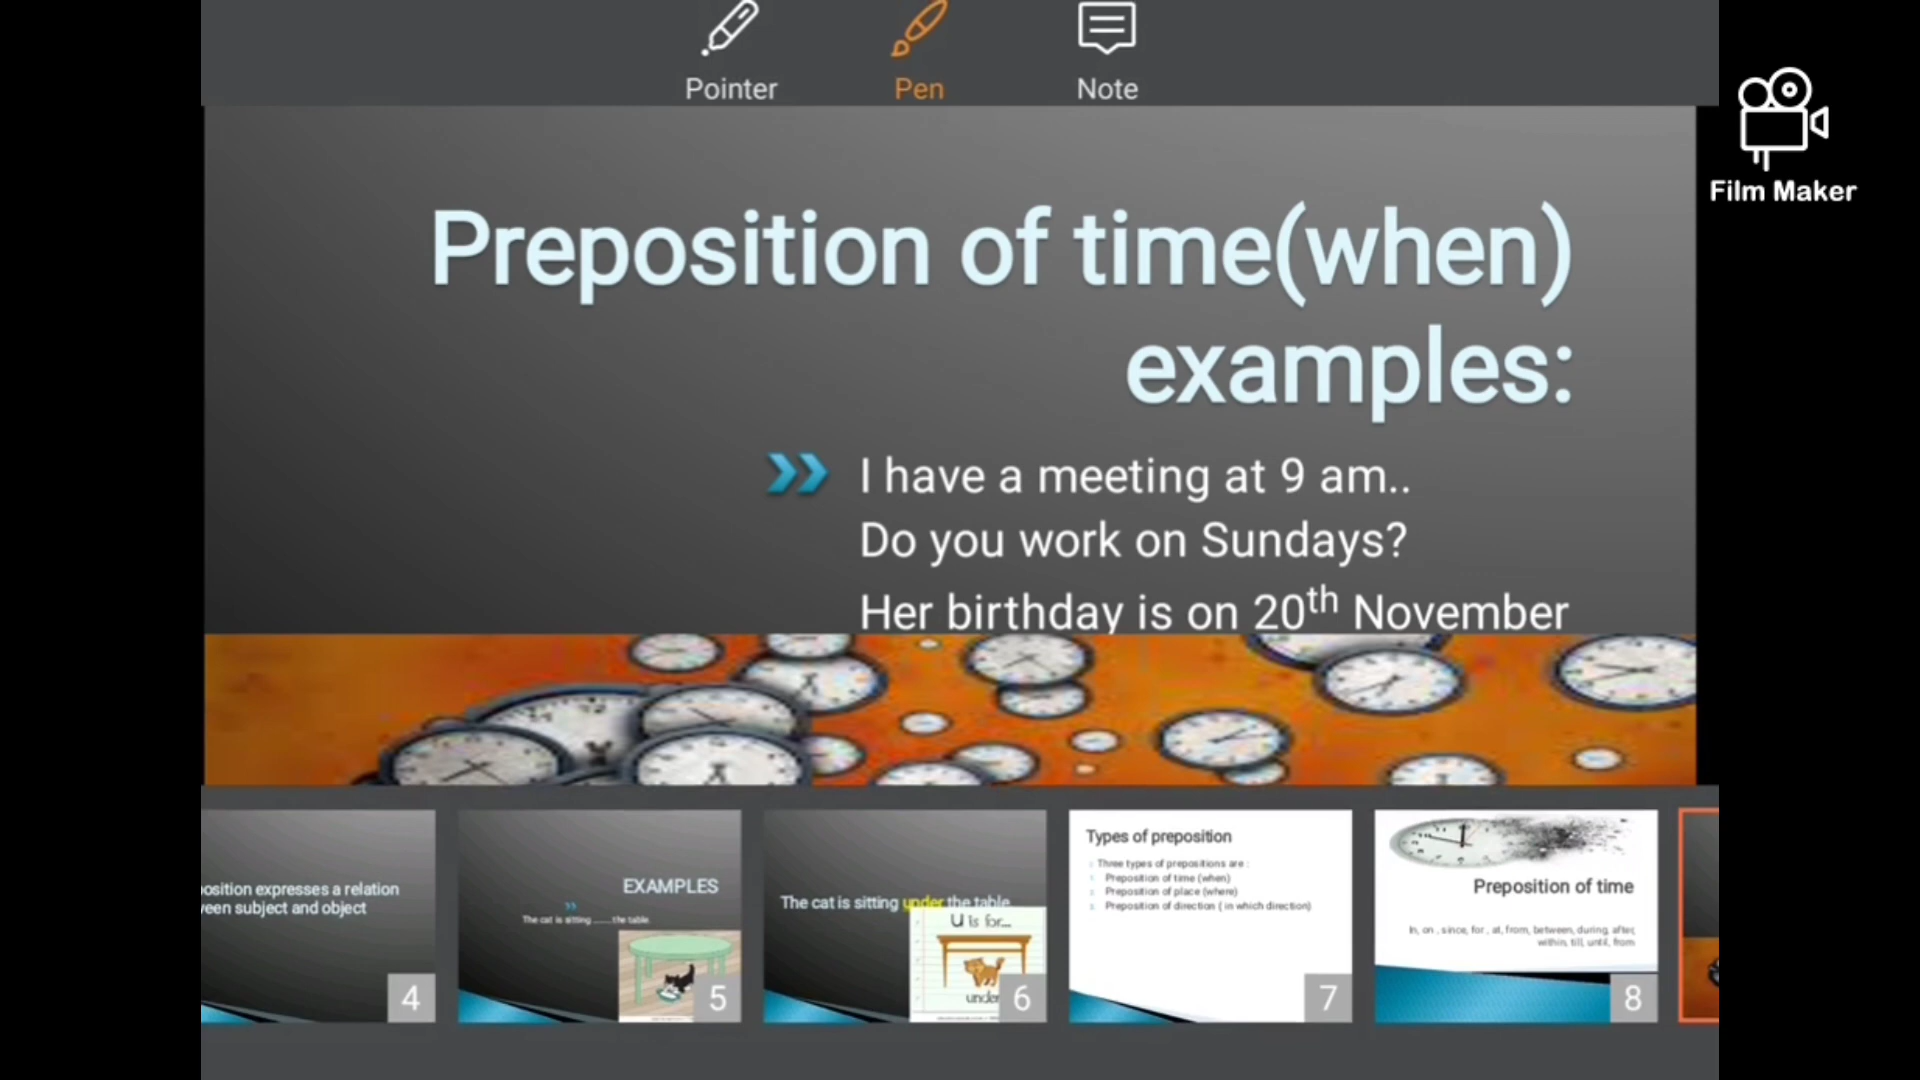 Pointer
Pen
Note
Film Maker
Preposition of time(when)
examples:
I have a meeting at 9 am..
Do you work on Sundays?
Her birthday is on 20th November
osition expresses a relation
een subject and object
4
EXAMPLES
The cat is sitting ......the table
5
The cat is sitting under the table
U is for...
under
6
Types of preposition
Three types of prepositions are :
1. Preposition of time (when)
2. Preposition of place (where)
3. Preposition of direction ( in which direction)
7
Preposition of time
In, on , since, for , at, from, between, during, after,
within, till, until, from
8